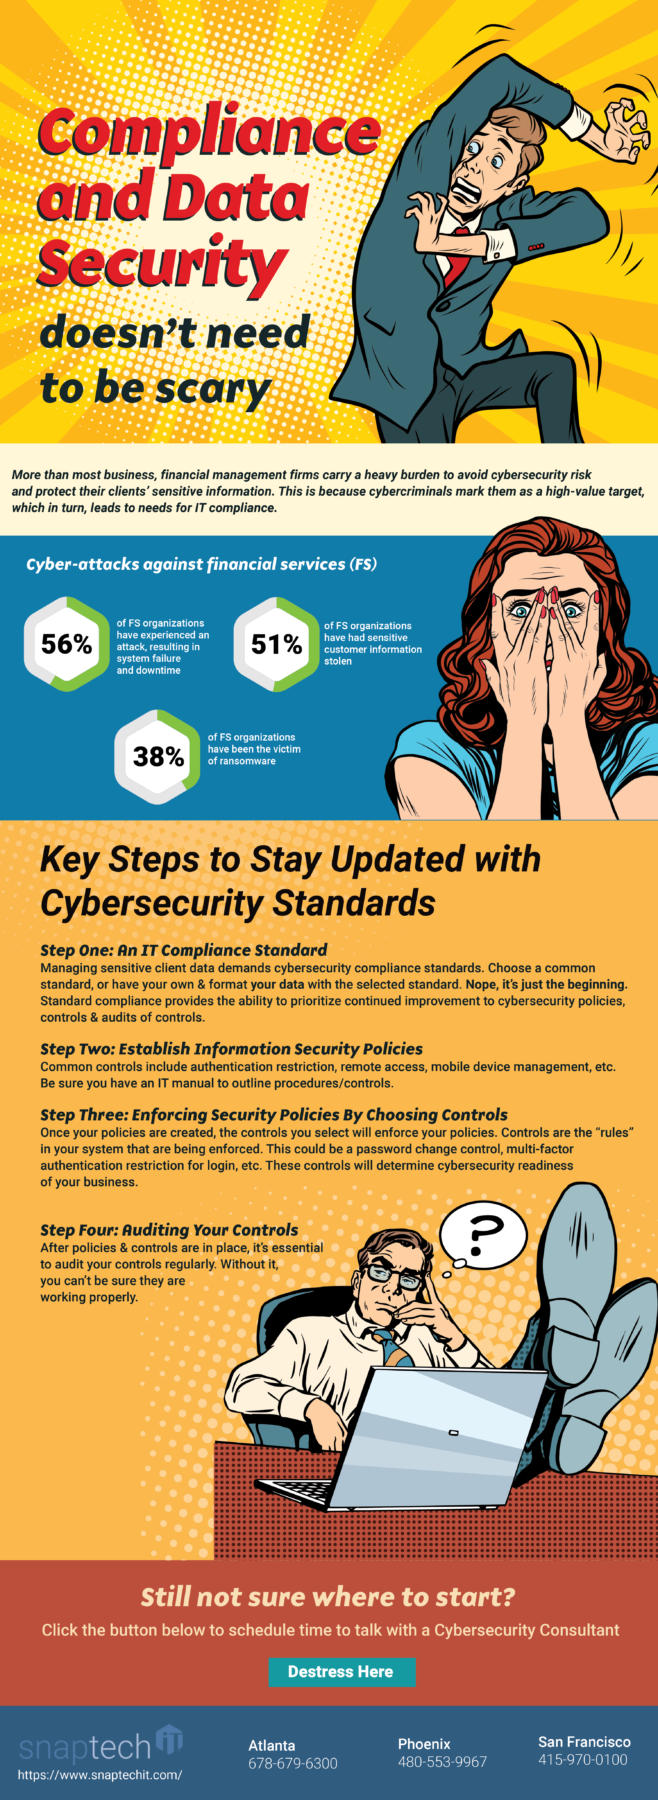 Compliance
and Data
Security
doesn't need
to be scary
More than most business, financial management firms carry a heavy burden to avoid cybersecurity risk
and protect their clients' sensitive information. This is because cybercriminals mark them as a high-value target,
which in turn, leads to needs for IT compliance.
Cyber-attacks against financial services (FS)
56%
of FS organizations
have experienced an
attack, resulting in
system failure
and downtime
51%
of FS organizations
have had sensitive
customer information
stolen
38%
of FS organizations
have been the victim
of ransomware
Key Steps to Stay Updated with
Cybersecurity Standards
Step One: An IT Compliance Standard
Managing sensitive client data demands cybersecurity compliance standards. Choose a common
standard, or have your own & format your data with the selected standard. Nope, it's just the beginning.
Standard compliance provides the ability to prioritize continued improvement to cybersecurity policies,
controls & audits of controls.
Step Two: Establish Information Security Policies
Common controls include authentication restriction, remote access, mobile device management, etc.
Be sure you have an IT manual to outline procedures/controls.
Step Three: Enforcing Security Policies By Choosing Controls
Once your policies are created, the controls you select will enforce your policies. Controls are the "rules"
in your system that are being enforced. This could be a password change control, multi-factor
authentication restriction for login, etc. These controls will determine cybersecurity readiness
of your business.
Step Four: Auditing Your Controls
After policies & controls are in place, it's essential
to audit your controls regularly. Without it,
you can't be sure they are
working properly.
?
Still not sure where to start?
Click the button below to schedule time to talk with a Cybersecurity Consultant
Destress Here
snaptech IT
https://www.snaptechit.com/
Atlanta
678-679-6300
Phoenix
480-553-9967
San Francisco
415-970-0100